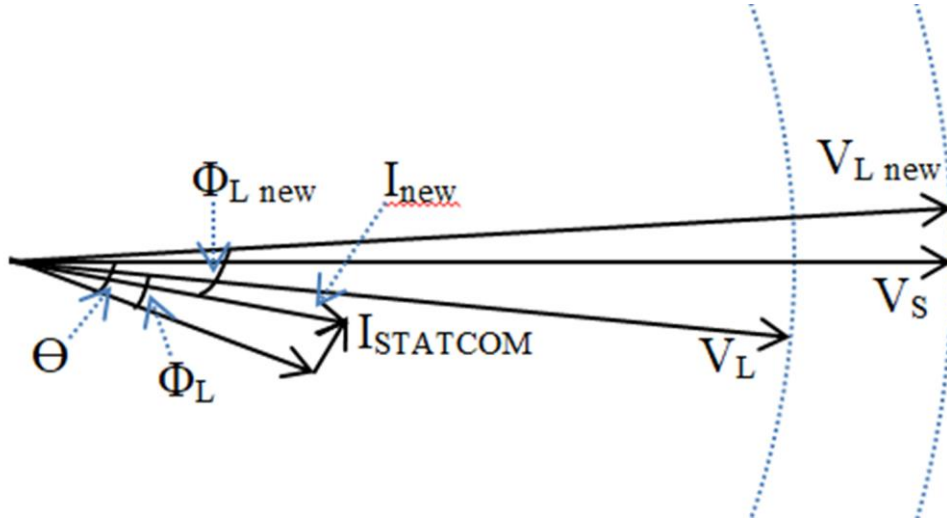 V_L new
Φ_L new
I_new
V_S
I_STATCOM
V_L
Θ
Φ_L